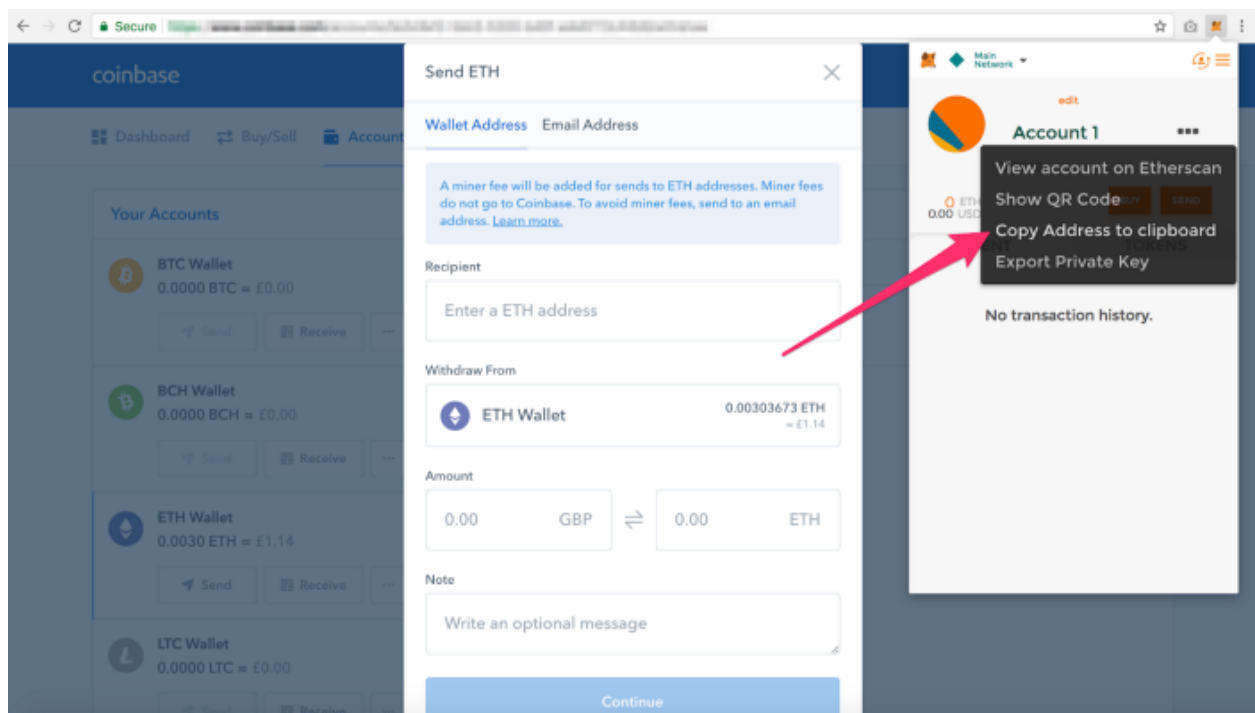 Secure
coinbase
Dashboard
Buy/Sell
Account
Your Accounts
BTC Wallet
0.0000 BTC ≈ £0.00
Send
Receive
BCH Wallet
0.0000 BCH ≈ £0.00
Send
Receive
ETH Wallet
0.0030 ETH ≈ £1.14
Send
Receive
LTC Wallet
0.0000 LTC ≈ £0.00
Send
Receive
Send ETH
Wallet Address
Email Address
A miner fee will be added for sends to ETH addresses. Miner fees
do not go to Coinbase. To avoid miner fees, send to an email
address. Learn more.
Recipient
Enter a ETH address
Withdraw From
ETH Wallet
0.00303673 ETH
≈ £1.14
Amount
0.00 GBP
0.00 ETH
Note
Write an optional message
Continue
Main
Network
edit
Account 1
View account on Etherscan
Show QR Code
Copy Address to clipboard
Export Private Key
0 ETH
0.00 USD
BUY
SEND
TOKENS
No transaction history.